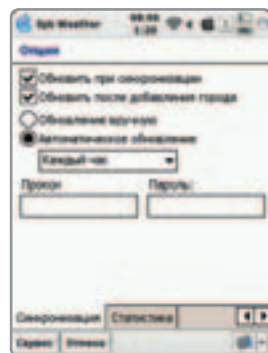 Spb Weather
Опции
Обновить при синхронизации
Обновить после добавления города
Обновление вручную
Автоматическое обновление
Каждый час
Прокси
Пароль:
Синхронизация Статистика
Сервис Отмена